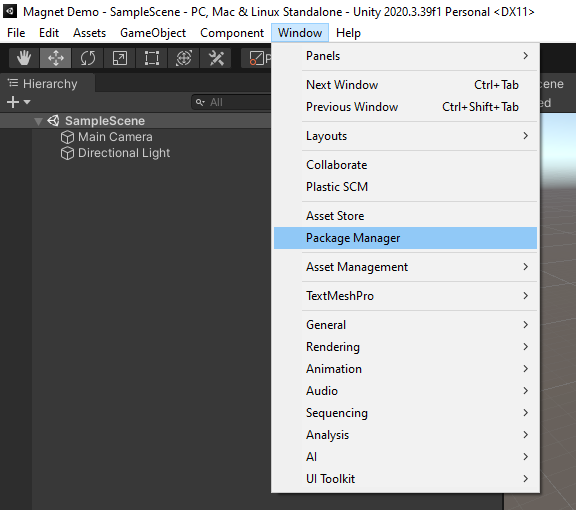 Magnet Demo - SampleScene - PC, Mac & Linux Standalone - Unity 2020.3.39f1 Personal <DX11>
File Edit Assets GameObject Component Window Help
Hierarchy
All
SampleScene
Main Camera
Directional Light
Panels
Next Window Ctrl+Tab
Previous Window Ctrl+Shift+Tab
Layouts
Collaborate
Plastic SCM
Asset Store
Package Manager
Asset Management
TextMeshPro
General
Rendering
Animation
Audio
Sequencing
Analysis
AI
UI Toolkit